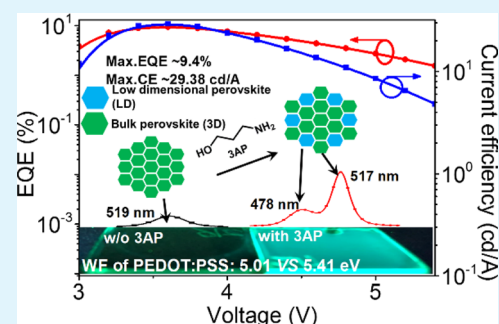 Max.EQE ~9.4%
Max.CE ~29.38 cd/A
Low dimensional perovskite
(LD)
Bulk perovskite (3D)
HO
NH₂
3AP
519 nm
478 nm
517 nm
w/o 3AP
with 3AP
WF of PEDOT:PSS: 5.01 VS 5.41 eV
EQE (%)
10¹
10⁻¹
10⁻³
Current efficiency (cd/A)
10¹
10⁰
10⁻¹
3
4
5
Voltage (V)